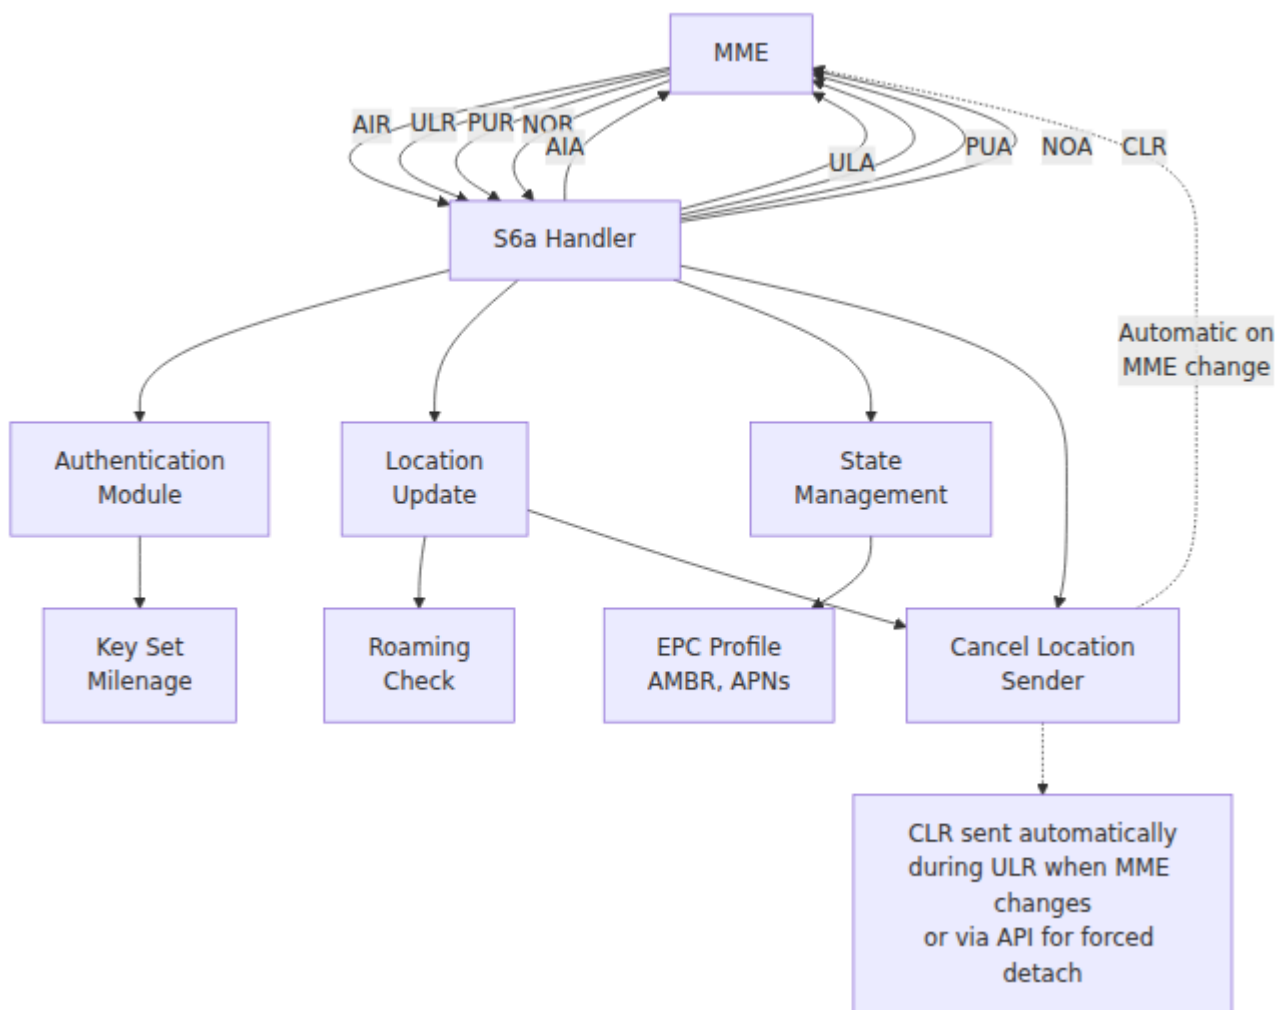 MME
AIR
ULR
PUR
NOR
AIA
ULA
PUA
NOA
CLR
S6a Handler
Automatic on
MME change
Authentication
Module
Location
Update
State
Management
Key Set
Milenage
Roaming
Check
EPC Profile
AMBR, APNs
Cancel Location
Sender
CLR sent automatically
during ULR when MME
changes
or via API for forced
detach